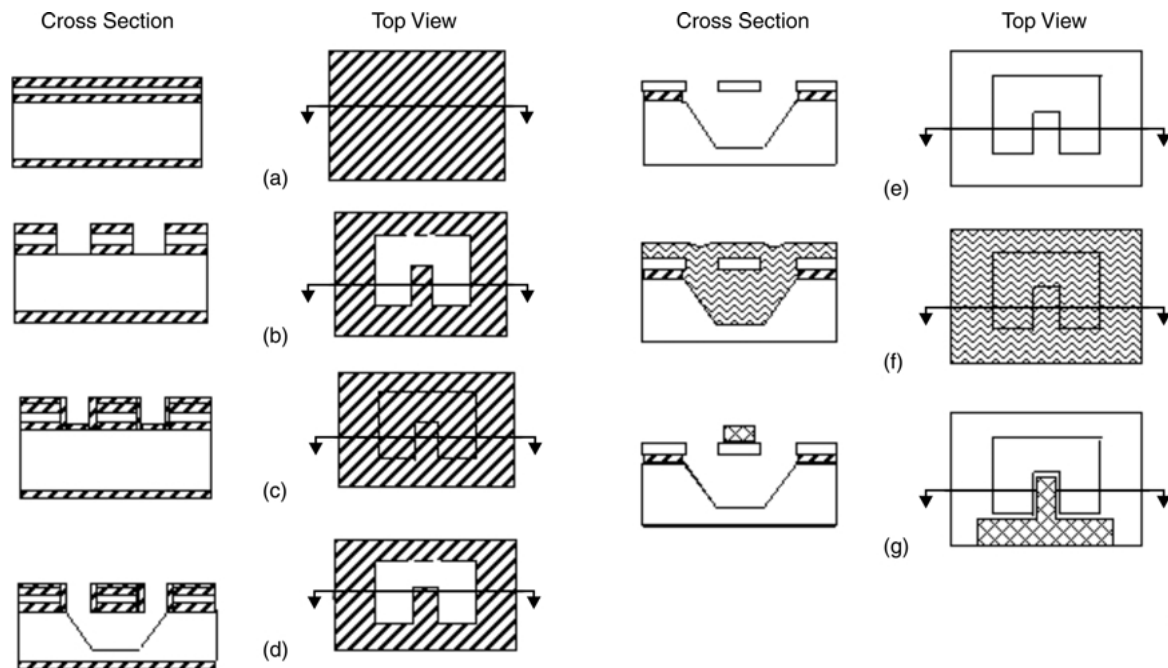 Cross Section
Top View
(a)
(b)
(c)
(d)
Cross Section
Top View
(e)
(f)
(g)